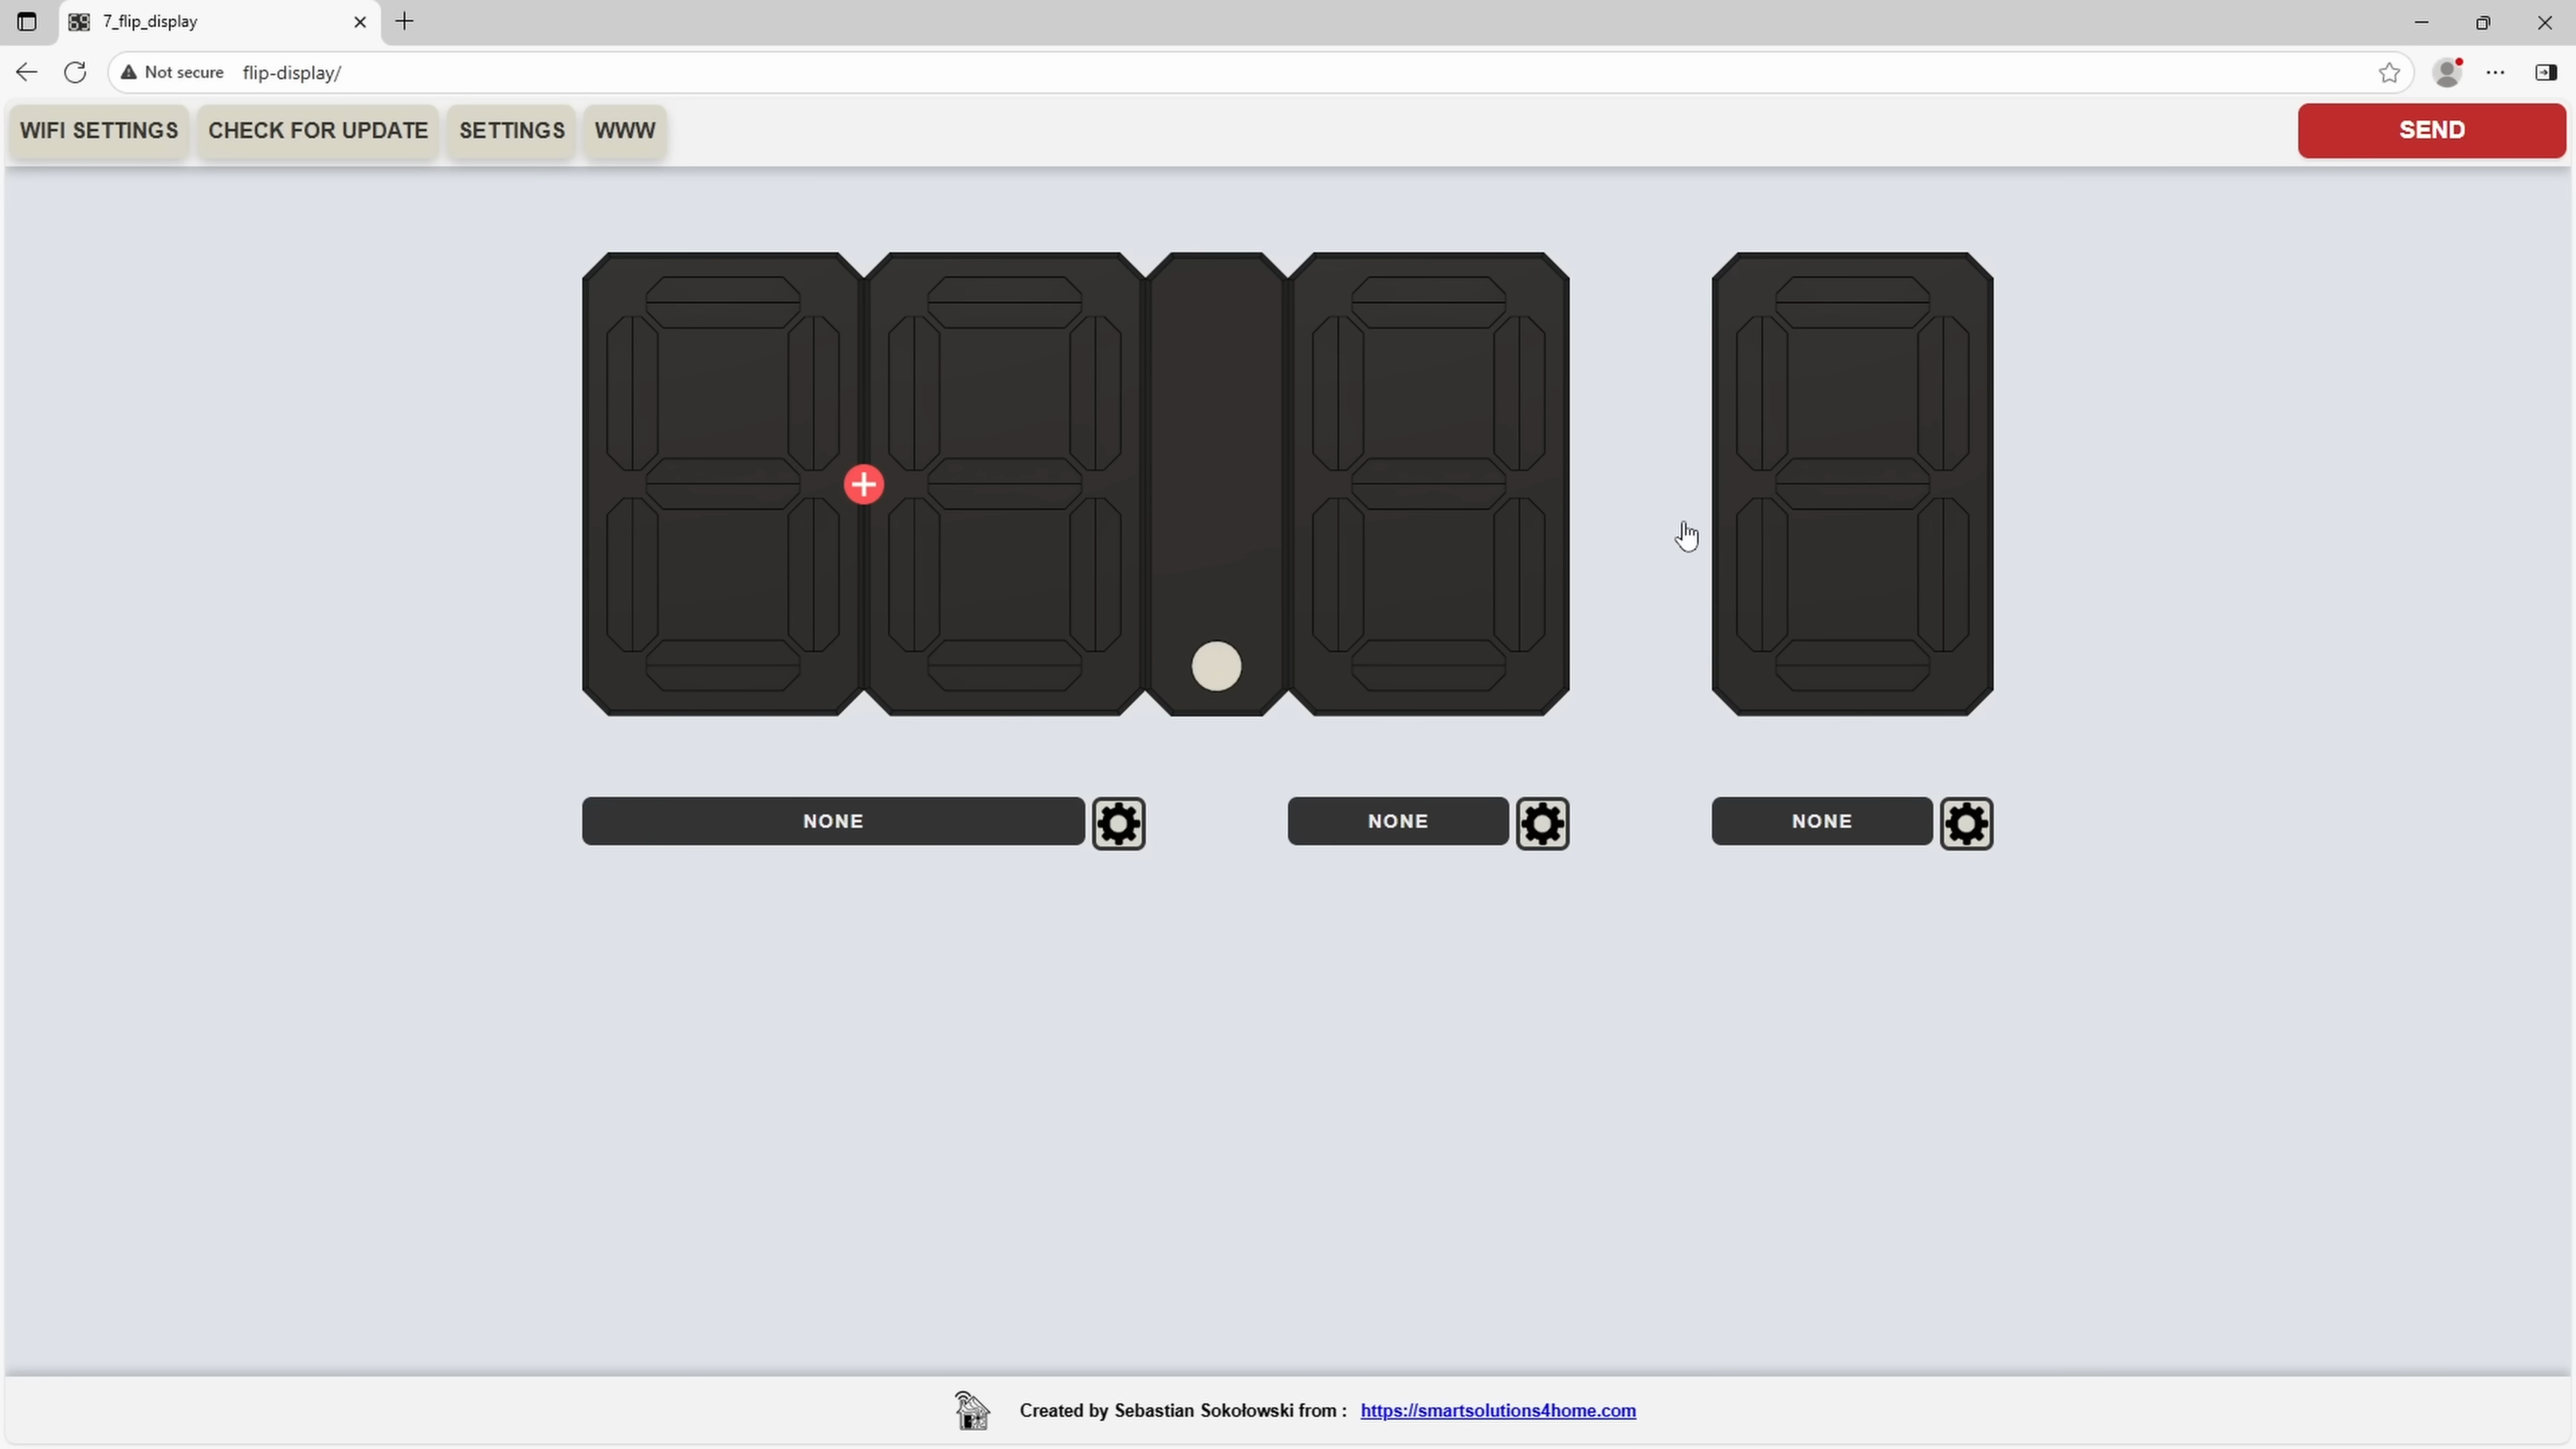 7_flip_display
Not secure flip-display/
WIFI SETTINGS CHECK FOR UPDATE SETTINGS WWW SEND
NONE NONE NONE
Created by Sebastian Sokołowski from : https://smartsolutions4home.com